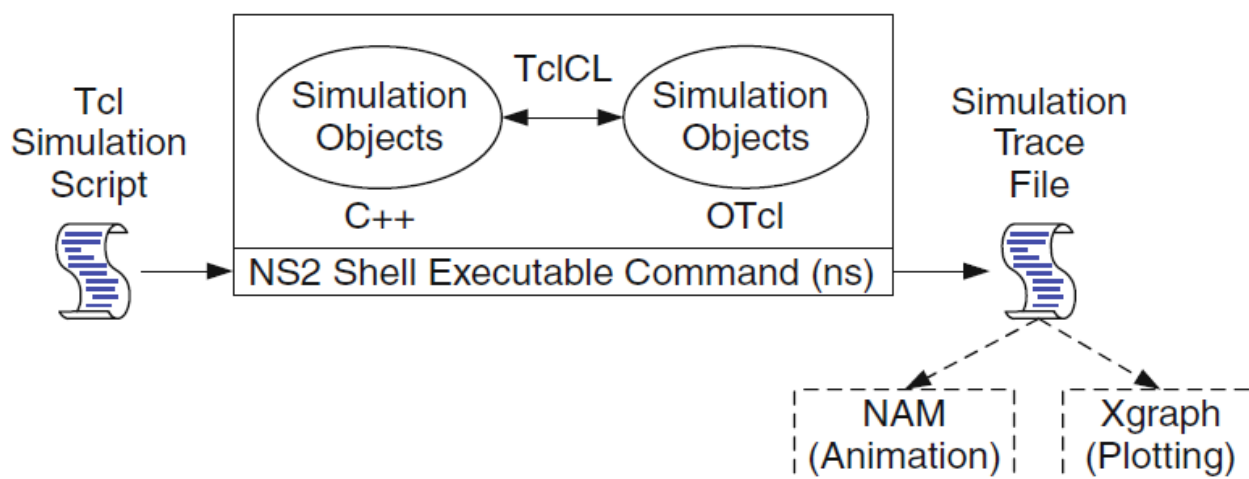 Tcl
Simulation
Script
Simulation
Objects
C++
TclCL
Simulation
Objects
OTcl
NS2 Shell Executable Command (ns)
Simulation
Trace
File
NAM
(Animation)
Xgraph
(Plotting)